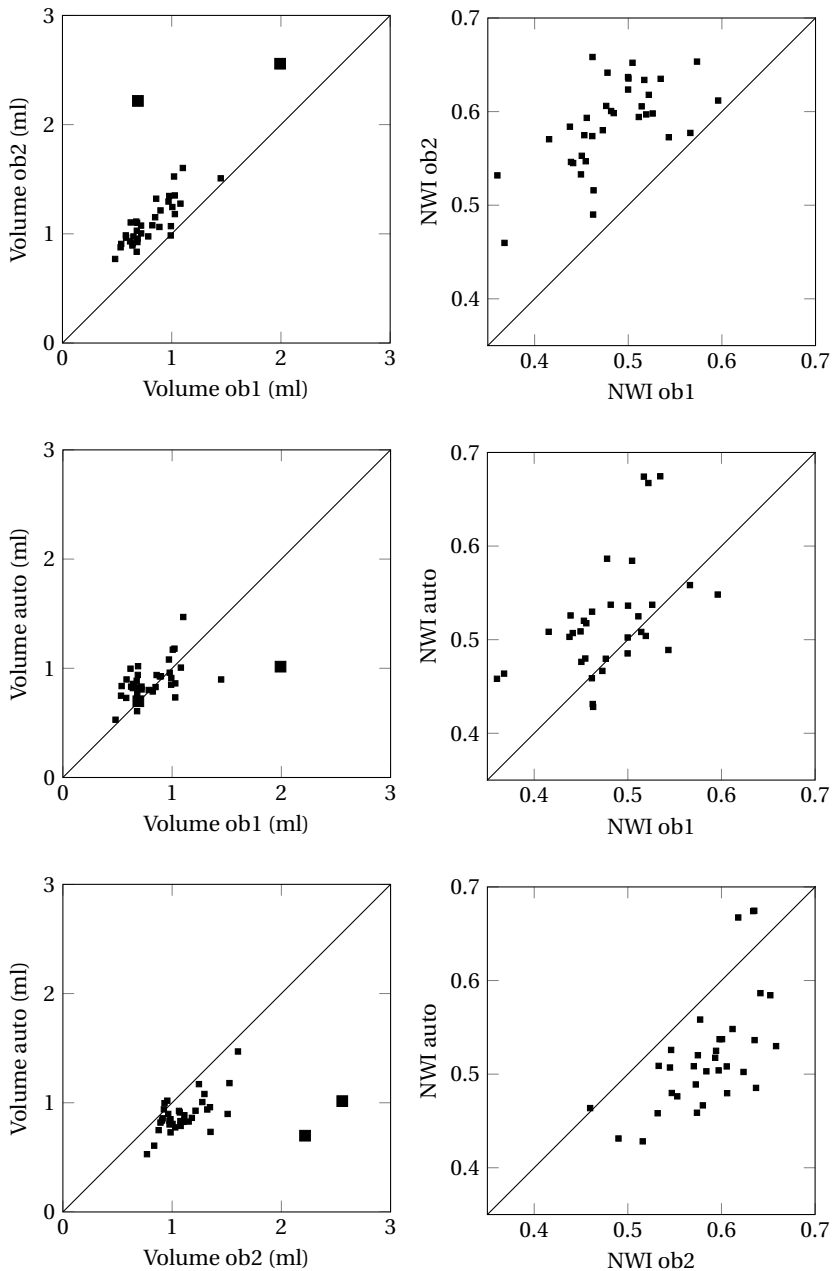 3
2
1
0
0 1 2 3
Volume ob2 (ml)
Volume ob1 (ml)
0.7
0.6
0.5
0.4
0.4 0.5 0.6 0.7
NWI ob2
NWI ob1
3
2
1
0
0 1 2 3
Volume auto (ml)
Volume ob1 (ml)
0.7
0.6
0.5
0.4
0.4 0.5 0.6 0.7
NWI auto
NWI ob1
3
2
1
0
0 1 2 3
Volume auto (ml)
Volume ob2 (ml)
0.7
0.6
0.5
0.4
0.4 0.5 0.6 0.7
NWI auto
NWI ob2